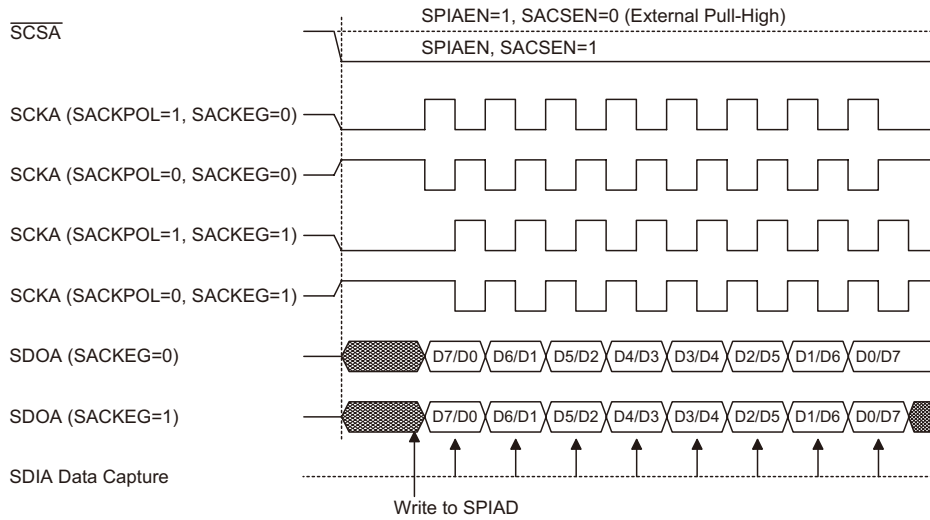 SPIAEN=1, SACSEN=0 (External Pull-High)
SCSA
SPIAEN, SACSEN=1
SCKA (SACKPOL=1, SACKEG=0)
SCKA (SACKPOL=0, SACKEG=0)
SCKA (SACKPOL=1, SACKEG=1)
SCKA (SACKPOL=0, SACKEG=1)
SDOA (SACKEG=0) D7/D0 D6/D1 D5/D2 D4/D3 D3/D4 D2/D5 D1/D6 D0/D7
SDOA (SACKEG=1) D7/D0 D6/D1 D5/D2 D4/D3 D3/D4 D2/D5 D1/D6 D0/D7
SDIA Data Capture
Write to SPIAD